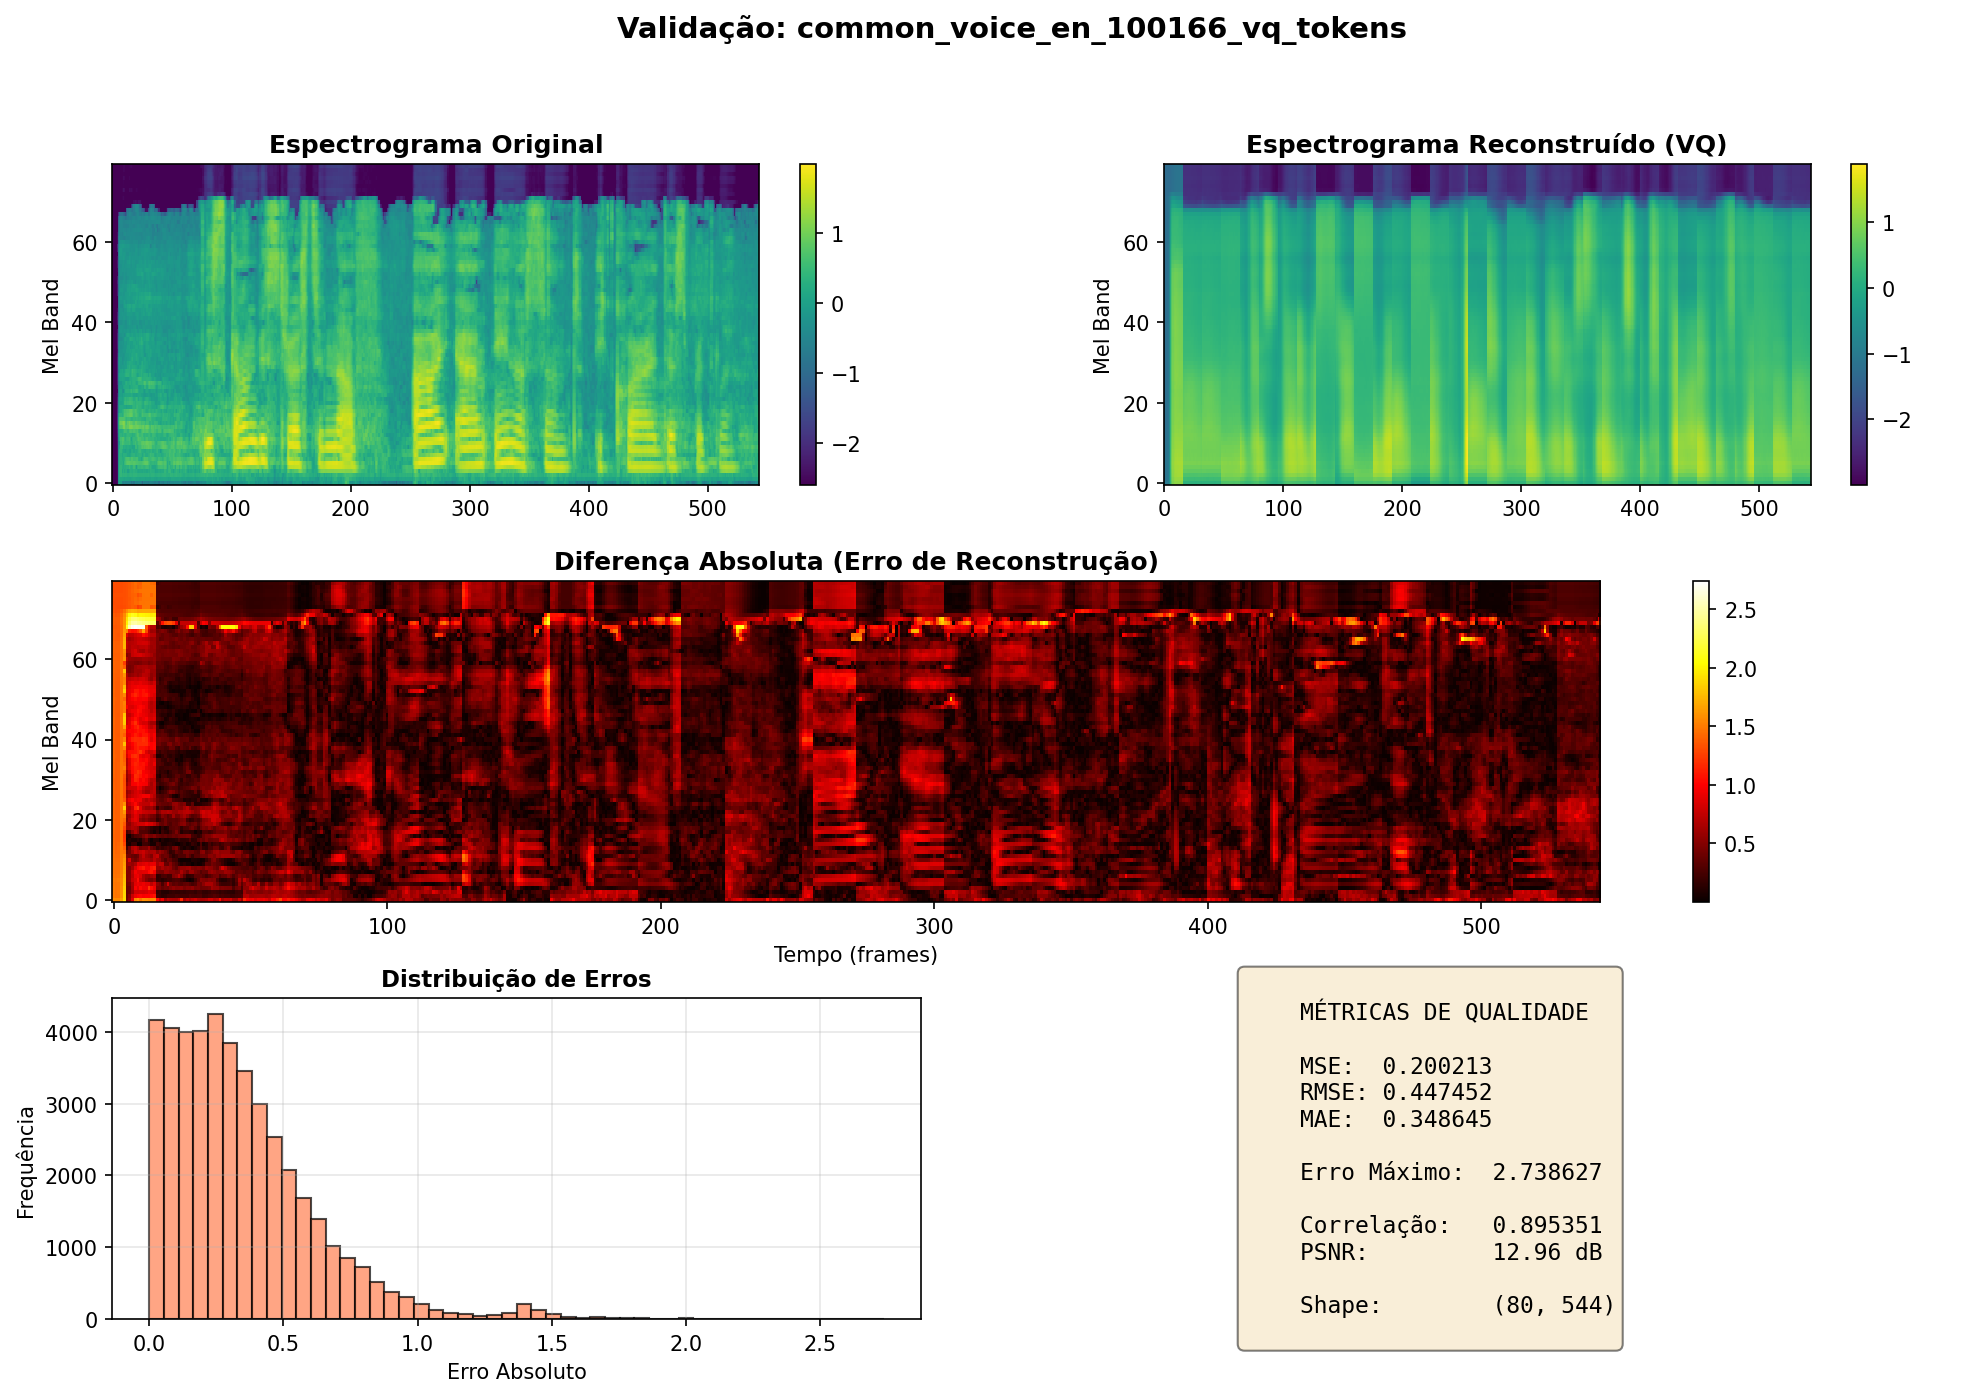 Validação: common_voice_en_100166_vq_tokens
Espectrograma Original
Mel Band
60
40
20
0
0 100 200 300 400 500
1
0
−1
−2
Espectrograma Reconstruído (VQ)
Mel Band
60
40
20
0
0 100 200 300 400 500
1
0
−1
−2
Diferença Absoluta (Erro de Reconstrução)
Mel Band
60
40
20
0
0 100 200 300 400 500
Tempo (frames)
2.5
2.0
1.5
1.0
0.5
Distribuição de Erros
Frequência
4000
3000
2000
1000
0
0.0 0.5 1.0 1.5 2.0 2.5
Erro Absoluto
MÉTRICAS DE QUALIDADE
MSE: 0.200213
RMSE: 0.447452
MAE: 0.348645
Erro Máximo: 2.738627
Correlação: 0.895351
PSNR: 12.96 dB
Shape: (80, 544)